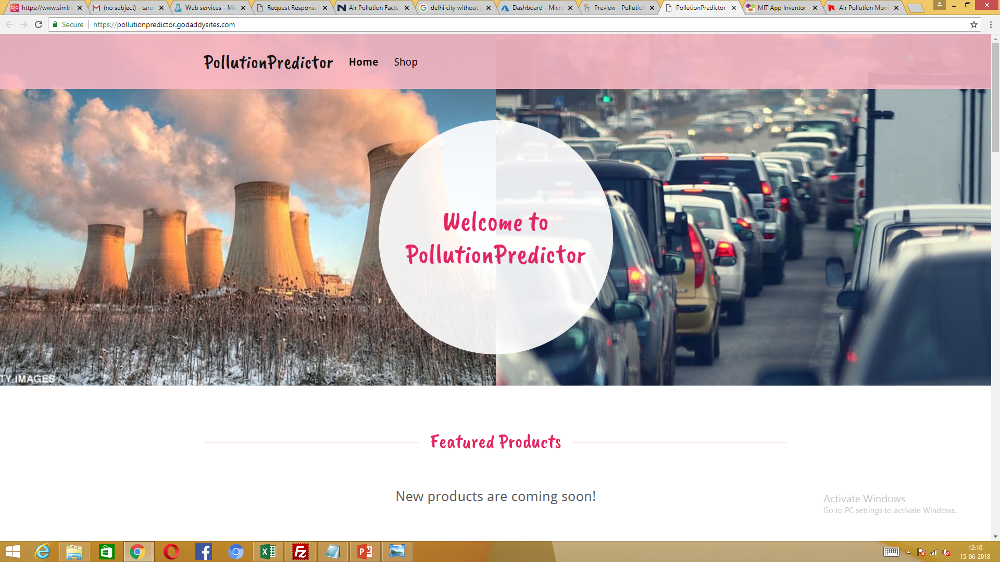 https://www.simbl
(no subject) - taru
Web services - Mic
Request Response
Air Pollution Facts,
delhi city without p
Dashboard - Micro
Preview - Pollution
PollutionPredictor
MIT App Inventor
Air Pollution Moni
Secure
https://pollutionpredictor.godaddysites.com
PollutionPredictor
Home
Shop
Welcome to
PollutionPredictor
TY IMAGES /
Featured Products
New products are coming soon!
Activate Windows
Go to PC settings to activate Windows.
12:10
15-06-2018